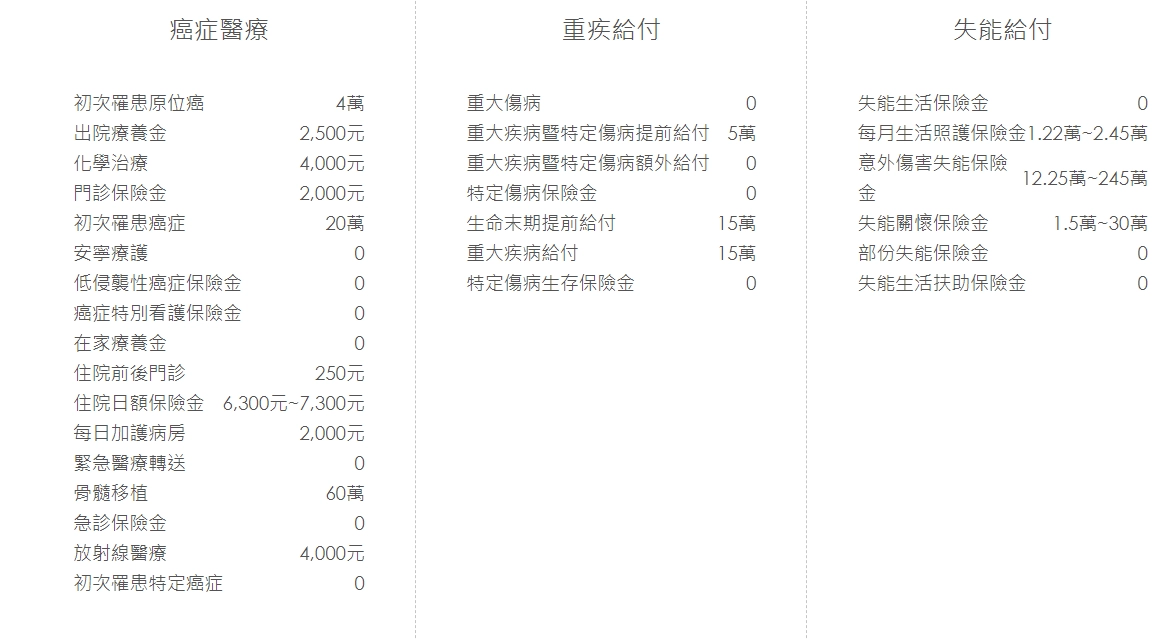 癌症醫療
初次罹患原位癌 4萬
出院療養金 2,500元
化學治療 4,000元
門診保險金 2,000元
初次罹患癌症 20萬
安寧療護 0
低侵襲性癌症保險金 0
癌症特別看護保險金 0
在家療養金 0
住院前後門診 250元
住院日額保險金 6,300元~7,300元
每日加護病房 2,000元
緊急醫療轉送 0
骨髓移植 60萬
急診保險金 0
放射線醫療 4,000元
初次罹患特定癌症 0
重疾給付
重大傷病 0
重大疾病暨特定傷病提前給付 5萬
重大疾病暨特定傷病額外給付 0
特定傷病保險金 0
生命末期提前給付 15萬
重大疾病給付 15萬
特定傷病生存保險金 0
失能給付
失能生活保險金 0
每月生活照護保險金1.22萬~2.45萬
意外傷害失能保險
金
12.25萬~245萬
失能關懷保險金 1.5萬~30萬
部份失能保險金 0
失能生活扶助保險金 0